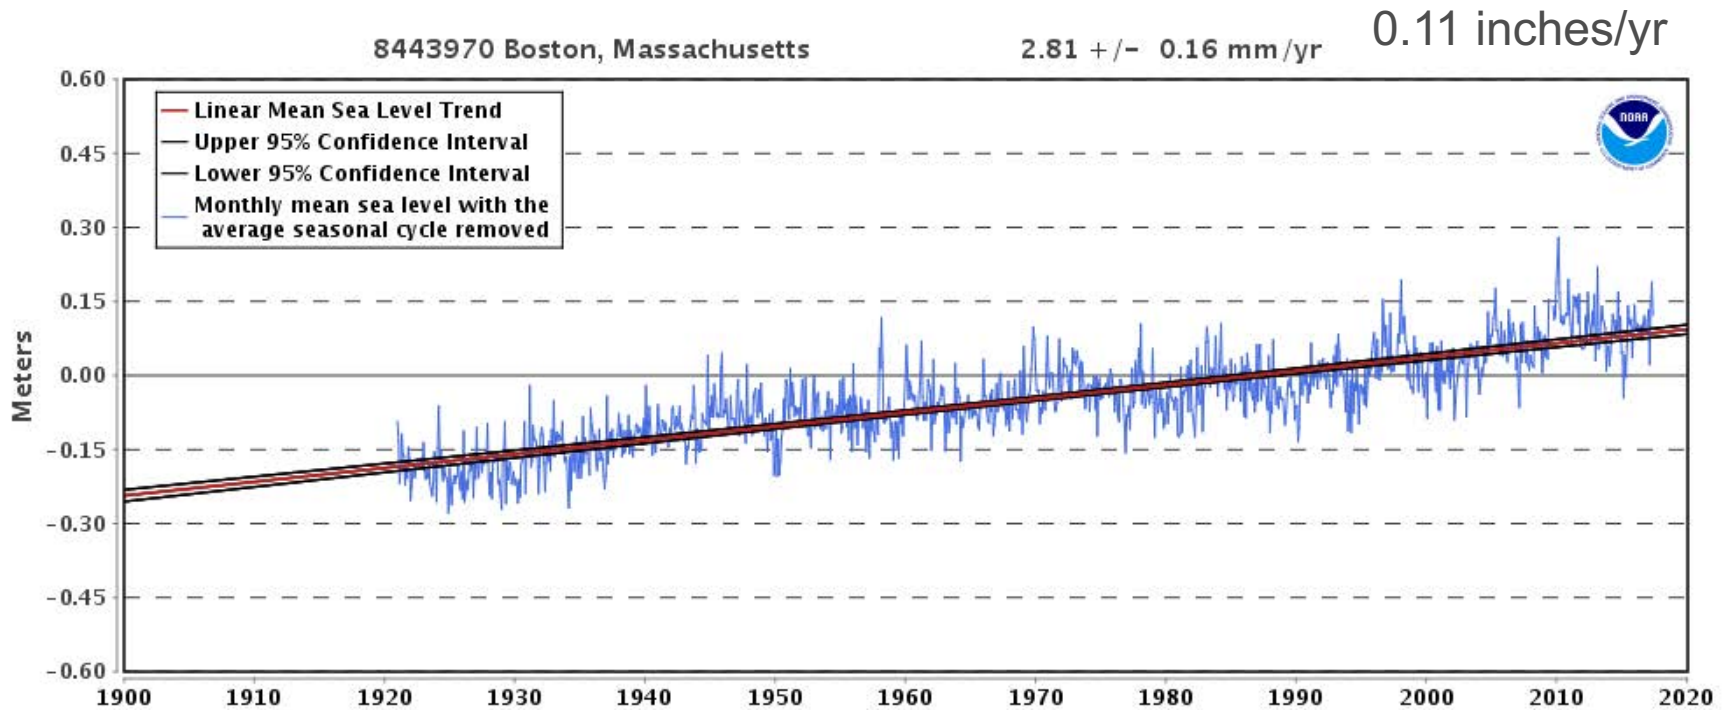 0.11 inches/yr
8443970 Boston, Massachusetts 2.81 +/- 0.16 mm/yr
Linear Mean Sea Level Trend
Upper 95% Confidence Interval
Lower 95% Confidence Interval
Monthly mean sea level with the
average seasonal cycle removed
NOAA
Meters
0.60
0.45
0.30
0.15
0.00
-0.15
-0.30
-0.45
-0.60
1900 1910 1920 1930 1940 1950 1960 1970 1980 1990 2000 2010 2020